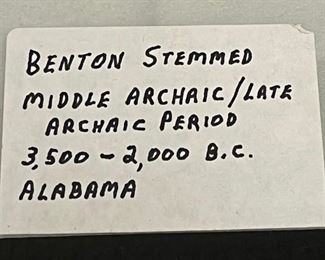 BENTON STEMMED
MIDDLE ARCHAIC/LATE
ARCHAIC PERIOD
3,500 - 2,000 B.C.
ALABAMA